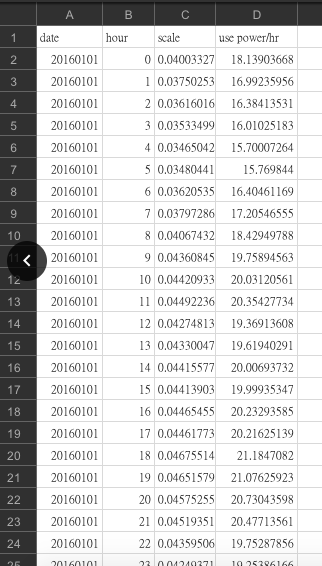 A B C D
1 date hour scale use power/hr
2 20160101 0 0.04003327 18.13903668
3 20160101 1 0.03750253 16.99235956
4 20160101 2 0.03616016 16.38413531
5 20160101 3 0.03533499 16.01025183
6 20160101 4 0.03465042 15.70007264
7 20160101 5 0.03480441 15.769844
8 20160101 6 0.03620535 16.40461169
9 20160101 7 0.03797286 17.20546555
10 20160101 8 0.04067432 18.42949788
11 20160101 9 0.04360845 19.75894563
12 20160101 10 0.04420933 20.03120561
13 20160101 11 0.04492236 20.35427734
14 20160101 12 0.04274813 19.36913608
15 20160101 13 0.04330047 19.61940291
16 20160101 14 0.04415577 20.00693732
17 20160101 15 0.04413903 19.99935347
18 20160101 16 0.04465455 20.23293585
19 20160101 17 0.04461773 20.21625139
20 20160101 18 0.04675514 21.1847082
21 20160101 19 0.04651579 21.07625923
22 20160101 20 0.04575255 20.73043598
23 20160101 21 0.04519351 20.47713561
24 20160101 22 0.04359506 19.75287856
25 20160101 23 0.04249371 19.25386166